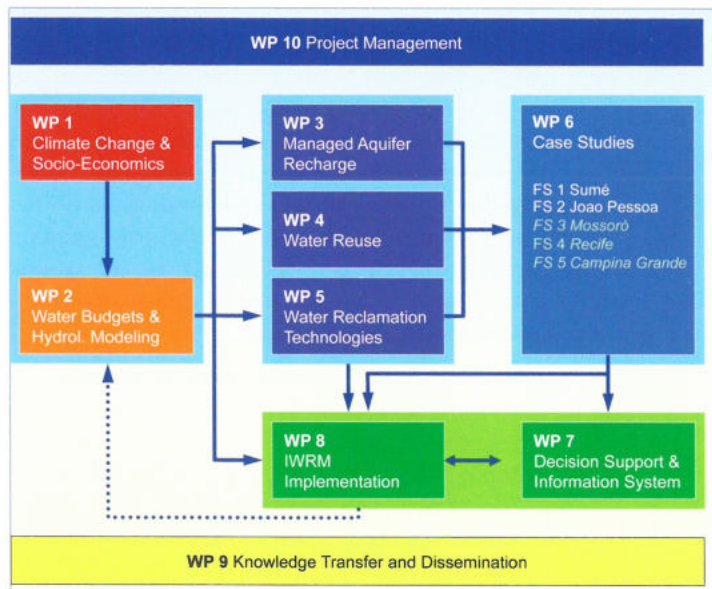 WP 10 Project Management
WP 1
Climate Change &
Socio-Economics
WP 2
Water Budgets &
Hydrol. Modeling
WP 3
Managed Aquifer
Recharge
WP 4
Water Reuse
WP 5
Water Reclamation
Technologies
WP 6
Case Studies
FS 1 Sumé
FS 2 Joao Pessoa
FS 3 Mossoró
FS 4 Recife
FS 5 Campina Grande
WP 8
IWRM
Implementation
WP 7
Decision Support &
Information System
WP 9 Knowledge Transfer and Dissemination